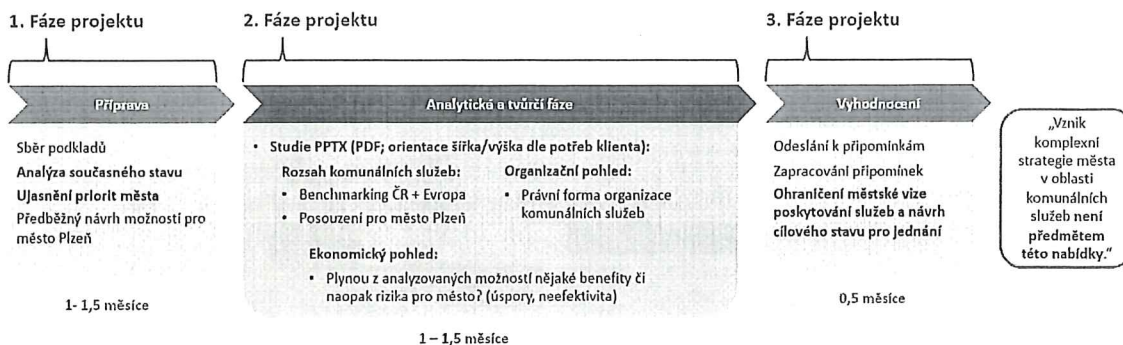 1. Fáze projektu
Příprava
Sběr podkladů
Analýza současného stavu
Ujasnění priorit města
Předběžný návrh možností pro
město Plzeň
1- 1,5 měsíce
2. Fáze projektu
Analytická a tvůrčí fáze
• Studie PPTX (PDF; orientace šířka/výška dle potřeb klienta):
Rozsah komunálních služeb:
• Benchmarking ČR + Evropa
• Posouzení pro město Plzeň
Organizační pohled:
• Právní forma organizace
komunálních služeb
Ekonomický pohled:
• Plynou z analyzovaných možností nějaké benefity či
naopak rizika pro město? (úspory, neefektivita)
1 – 1,5 měsíce
3. Fáze projektu
Vyhodnocení
Odeslání k připomínkám
Zapracování připomínek
Ohraničení městské vize
poskytování služeb a návrh
cílového stavu pro jednání
0,5 měsíce
„Vznik
komplexní
strategie města
v oblasti
komunálních
služeb není
předmětem
této nabídky.“